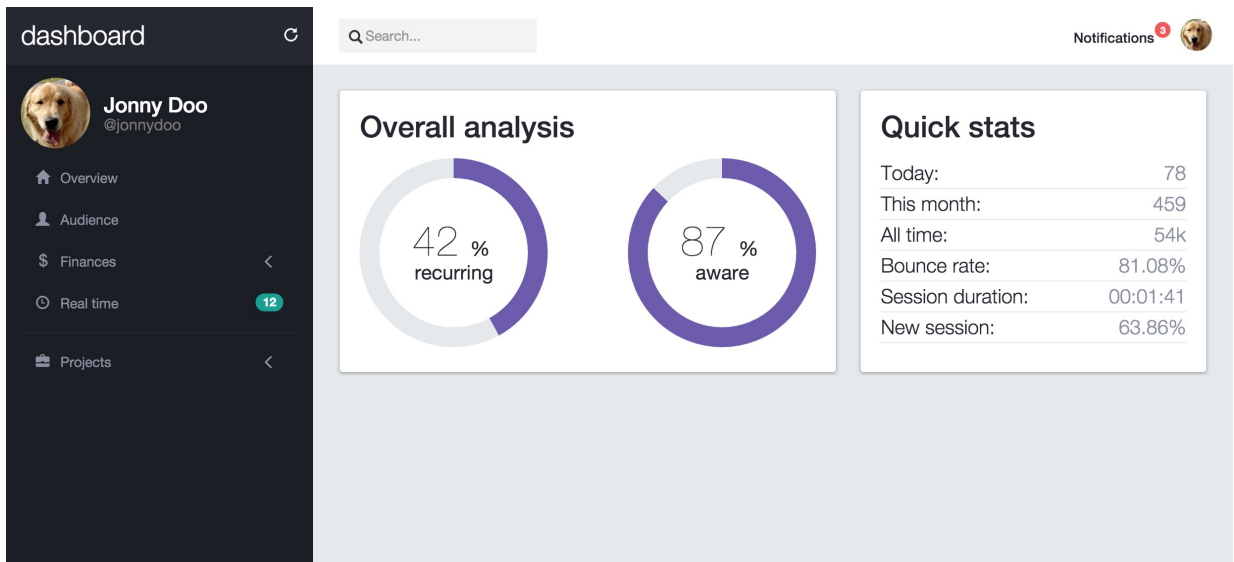 dashboard
Search...
Notifications 3
Jonny Doo
@jonnydoo
Overview
Audience
$ Finances
Real time 12
Projects
Overall analysis
42 %
recurring
87 %
aware
Quick stats
Today: 78
This month: 459
All time: 54k
Bounce rate: 81.08%
Session duration: 00:01:41
New session: 63.86%